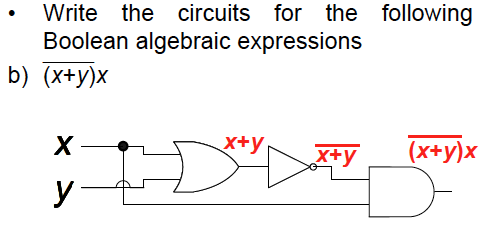 • Write the circuits for the following
Boolean algebraic expressions
b) (x̅+̅y̅)x
x
x+y
x̅+̅y̅
(̅x̅+̅y̅)̅x
y